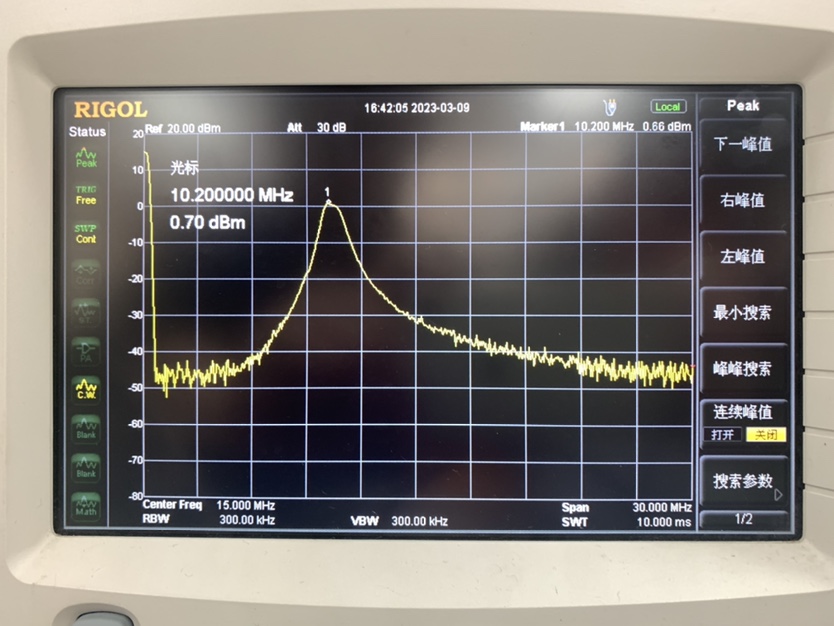 RIGOL
16:42:05 2023-03-09
Local
Peak
Status
Ref 20.00 dBm
Att 30 dB
Marker1 10.200 MHz 0.66 dBm
光标
10.200000 MHz
0.70 dBm
1
20
10
0
-10
-20
-30
-40
-50
-60
-70
-80
Peak
TRIG
Free
SWP
Cont
Corr
PA
C.W.
Blank
Blank
Math
下一峰值
右峰值
左峰值
最小搜索
峰峰搜索
连续峰值
打开 关闭
搜索参数
1/2
Center Freq 15.000 MHz
Span 30.000 MHz
RBW 300.00 kHz
VBW 300.00 kHz
SWT 10.000 ms